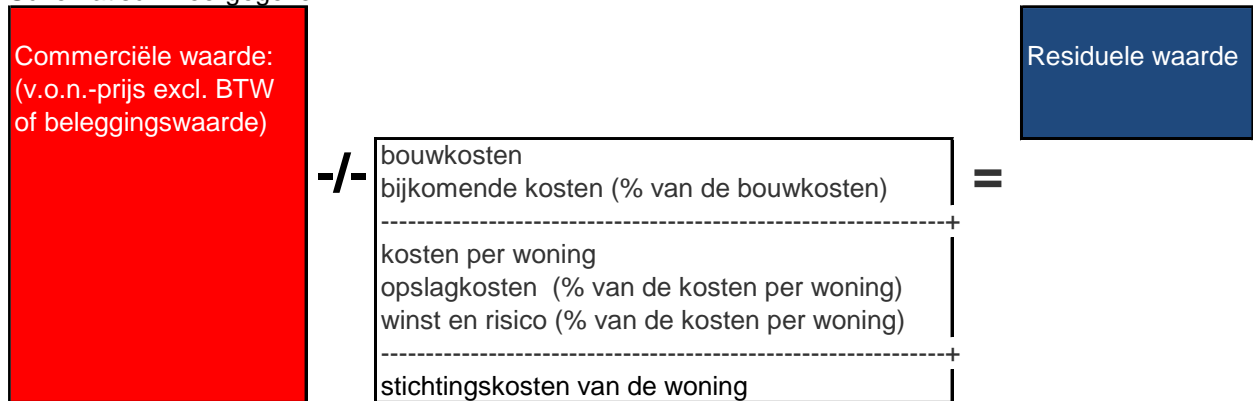 Commerciële waarde:
(v.o.n.-prijs excl. BTW
of beleggingswaarde)
-/-
bouwkosten
bijkomende kosten (% van de bouwkosten)
---------------------------------------------------------------+
kosten per woning
opslagkosten  (% van de kosten per woning)
winst en risico (% van de kosten per woning)
---------------------------------------------------------------+
stichtingskosten van de woning
=
Residuele waarde